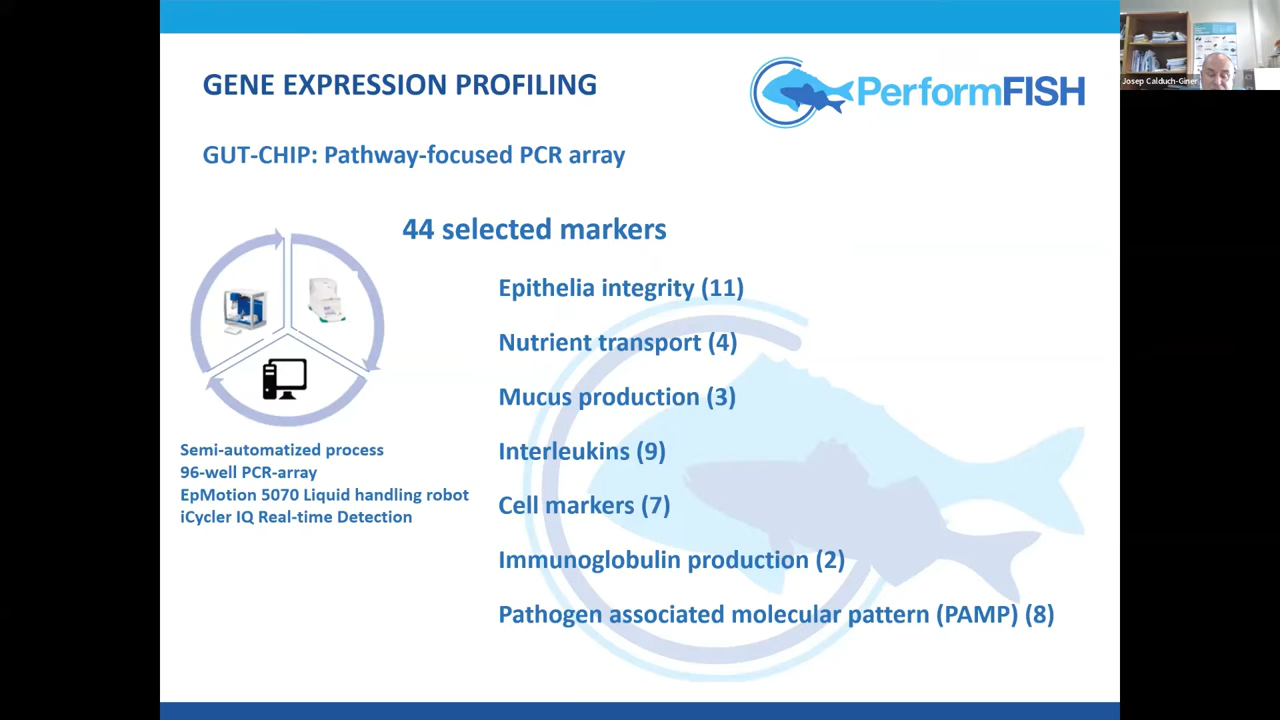 GENE EXPRESSION PROFILING
PerformFISH
Josep Calduch-Giner
GUT-CHIP: Pathway-focused PCR array
44 selected markers
Epithelia integrity (11)
Nutrient transport (4)
Mucus production (3)
Interleukins (9)
Cell markers (7)
Immunoglobulin production (2)
Pathogen associated molecular pattern (PAMP) (8)
Semi-automatized process
96-well PCR-array
EpMotion 5070 Liquid handling robot
iCycler IQ Real-time Detection